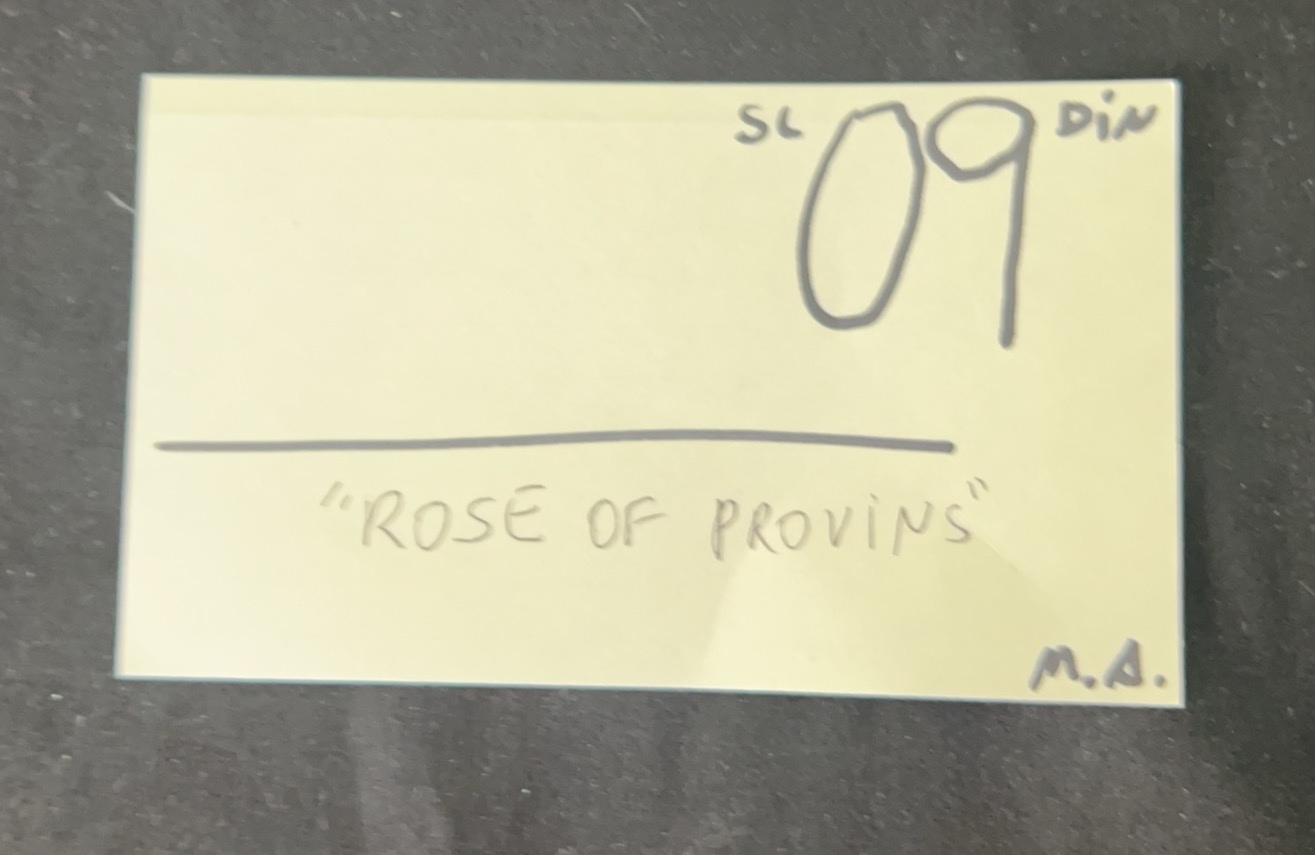 SL 09 DiN
"ROSE OF PROViNS"
M.A.